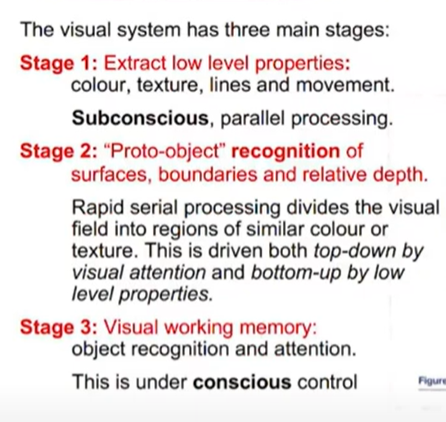 The visual system has three main stages:
Stage 1: Extract low level properties:
colour, texture, lines and movement.
Subconscious, parallel processing.
Stage 2: “Proto-object” recognition of
surfaces, boundaries and relative depth.
Rapid serial processing divides the visual
field into regions of similar colour or
texture. This is driven both top-down by
visual attention and bottom-up by low
level properties.
Stage 3: Visual working memory:
object recognition and attention.
This is under conscious control
Figure